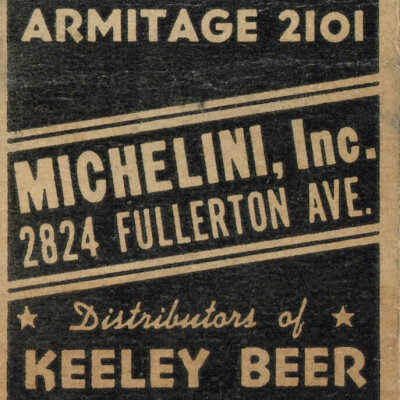 ARMITAGE 2101
MICHELINI, Inc.
2824 FULLERTON AVE.
Distributors of
KEELEY BEER